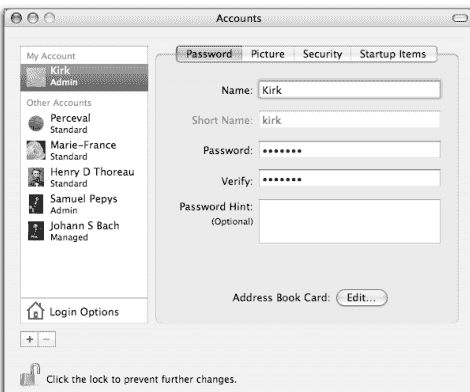 Accounts
My Account
Kirk
Admin
Other Accounts
Perceval
Standard
Marie-France
Standard
Henry D Thoreau
Standard
Samuel Pepys
Admin
Johann S Bach
Managed
Login Options
+ −
Password Picture Security Startup Items
Name: Kirk
Short Name: kirk
Password: •••••••
Verify: •••••••
Password Hint:
(Optional)
Address Book Card: Edit...
Click the lock to prevent further changes.